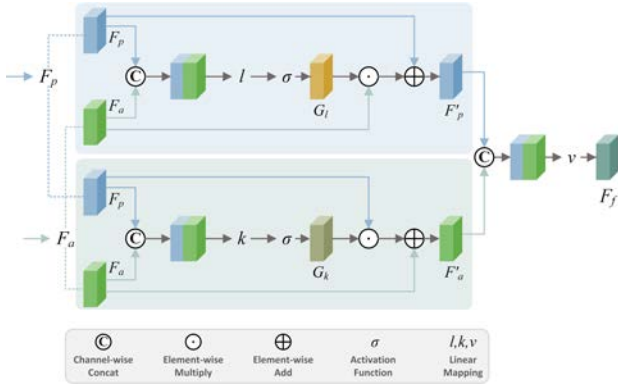 F_p
F_a
F_p
F_a
C
l
σ
G_l
F'_p
F_p
F_a
C
k
σ
G_k
F'_a
C
v
F_f
C
σ
l,k,v
Channel-wise Concat
Element-wise Multiply
Element-wise Add
Activation Function
Linear Mapping